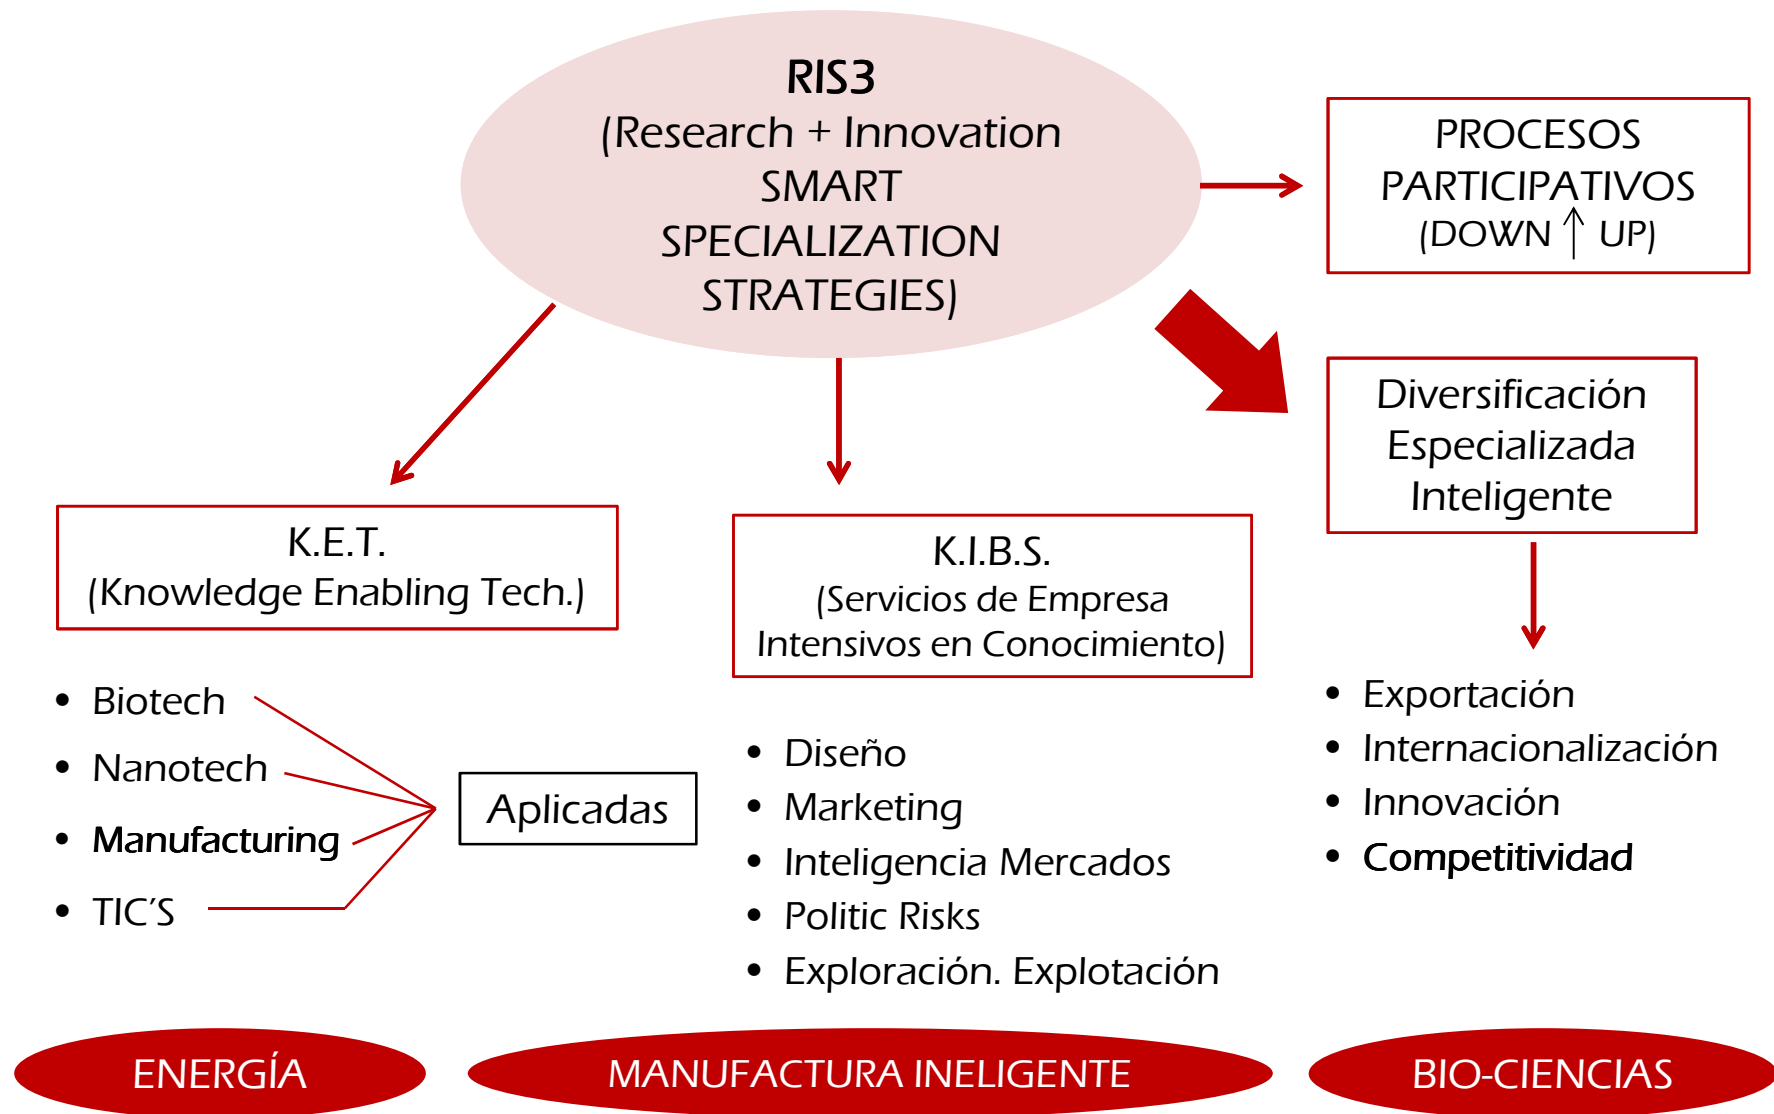 RIS3
(Research + Innovation
SMART
SPECIALIZATION
STRATEGIES)
PROCESOS
PARTICIPATIVOS
(DOWN ↑ UP)
Diversificación
Especializada
Inteligente
K.E.T.
(Knowledge Enabling Tech.)
K.I.B.S.
(Servicios de Empresa
Intensivos en Conocimiento)
• Biotech
• Nanotech
• Manufacturing
• TIC’S
Aplicadas
• Diseño
• Marketing
• Inteligencia Mercados
• Politic Risks
• Exploración. Explotación
• Exportación
• Internacionalización
• Innovación
• Competitividad
ENERGÍA
MANUFACTURA INELIGENTE
BIO-CIENCIAS